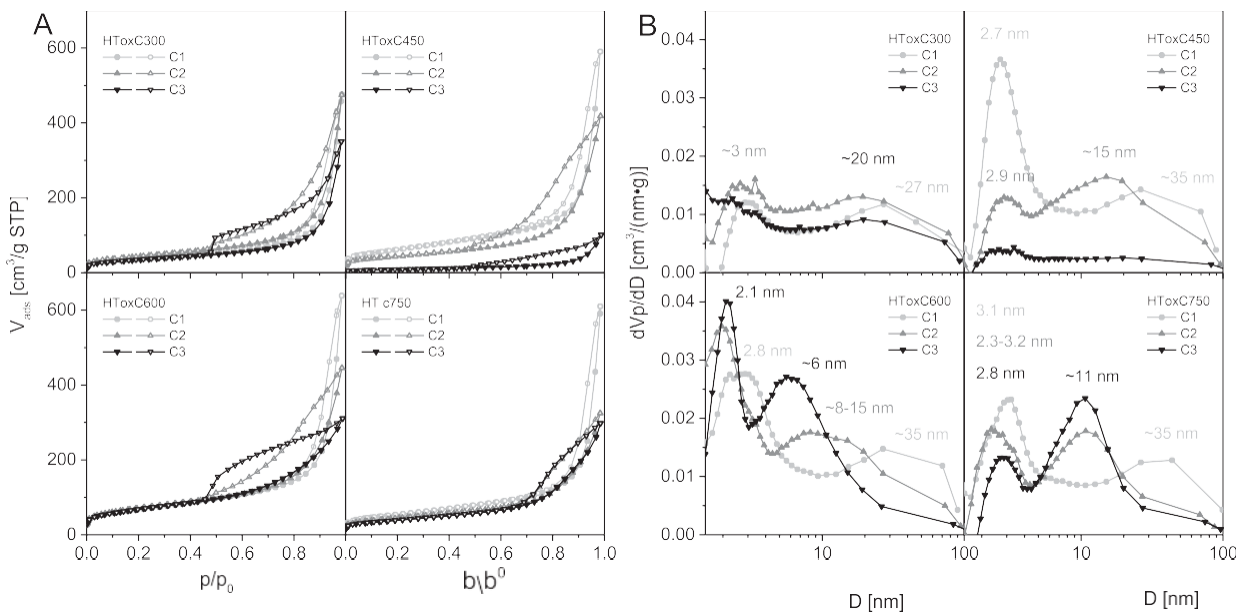 A
HToxC300
C1
C2
C3
HToxC450
C1
C2
C3
600
400
200
0
HToxC600
C1
C2
C3
HT c750
C1
C2
C3
600
400
200
0
V
[cm³/g STP]
0.0 0.2 0.4 0.6 0.8 0.0 0.2 0.4 0.6 0.8 1.0
p/p₀
b\b⁰
B
HToxC300
C1
C2
C3
~3 nm
~20 nm
~27 nm
HToxC450
C1
C2
C3
2.7 nm
2.9 nm
~15 nm
~35 nm
0.04
0.03
0.02
0.01
0.00
HToxC600
C1
C2
C3
2.1 nm
2.8 nm
~6 nm
~8-15 nm
~35 nm
HToxC750
C1
C2
C3
3.1 nm
2.3-3.2 nm
2.8 nm
~11 nm
~35 nm
0.04
0.03
0.02
0.01
0.00
dVp/dD [cm³/(nm•g)]
10 100 10 100
D [nm]
D [nm]